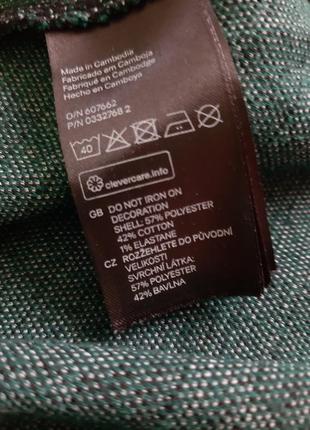 Made in Cambodia
Fabricado em Camboja
Fabriqué en Cambodge
Hecho en Camboya
O/N 607662
P/N 0332768 2
40
clevercare.info
GB DO NOT IRON ON
DECORATION
SHELL: 57% POLYESTER
42% COTTON
1% ELASTANE
CZ ROZŽEHLETE DO PŮVODNÍ
VELIKOSTI
SVRCHNÍ LÁTKA:
57% POLYESTER
42% BAVLNA